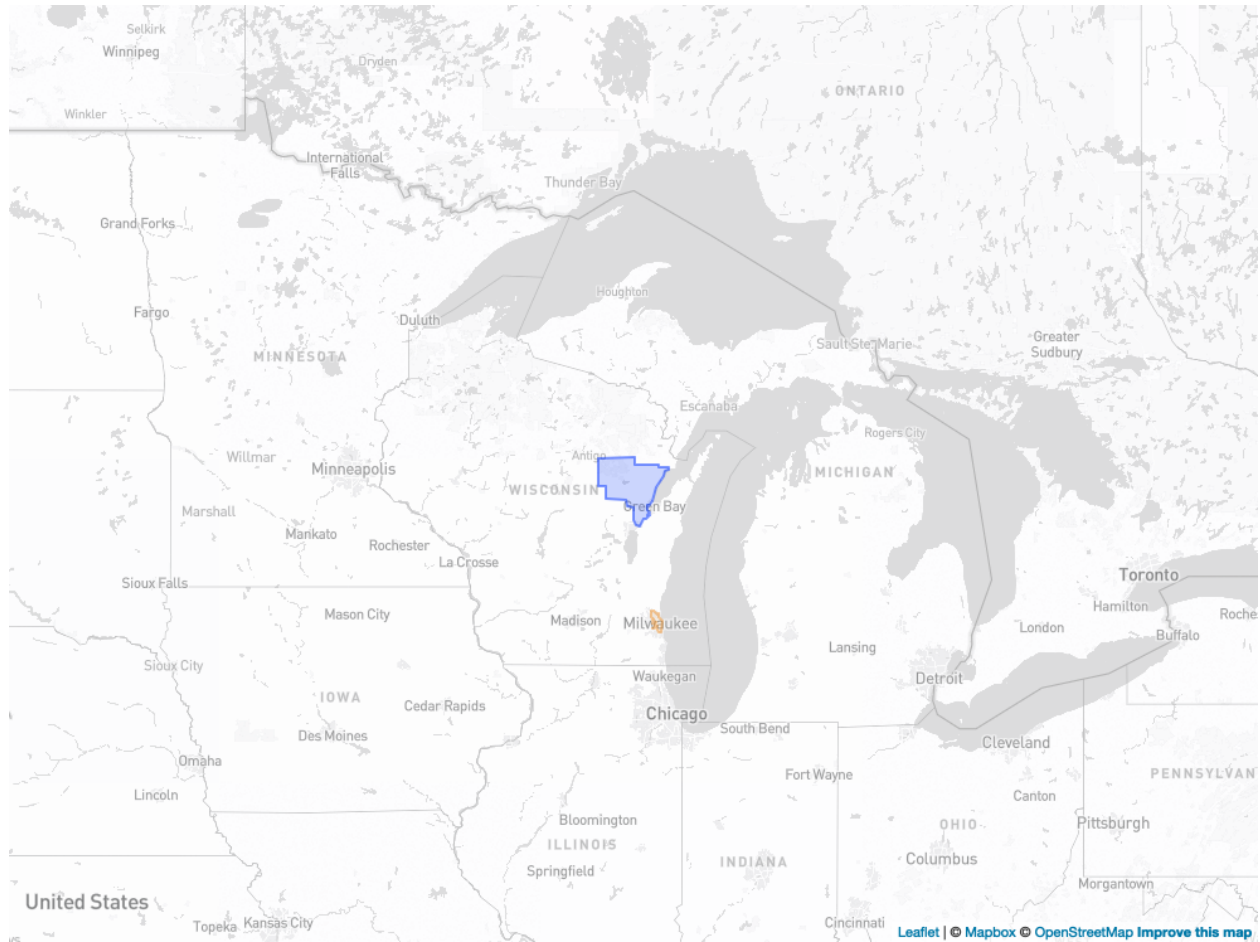 Selkirk
Winnipeg
Dryden
ONTARIO
Winkler
International
Falls
Thunder Bay
Grand Forks
Houghton
Fargo
Duluth
Sault Ste. Marie
Greater
Sudbury
MINNESOTA
Escanaba
Rogers City
Antigo
Willmar
Minneapolis
MICHIGAN
WISCONSIN
Green Bay
Marshall
Mankato
Rochester
La Crosse
Toronto
Sioux Falls
Hamilton
Mason City
Madison
Milwaukee
London
Roche
Buffalo
Lansing
Sioux City
Waukegan
Detroit
IOWA
Cedar Rapids
Chicago
South Bend
Des Moines
Cleveland
Omaha
Fort Wayne
PENNSYLVAN
Lincoln
Canton
Bloomington
OHIO
Pittsburgh
ILLINOIS
INDIANA
Columbus
Springfield
Morgantown
United States
Topeka
Kansas City
Cincinnati
Leaflet | © Mapbox © OpenStreetMap Improve this map